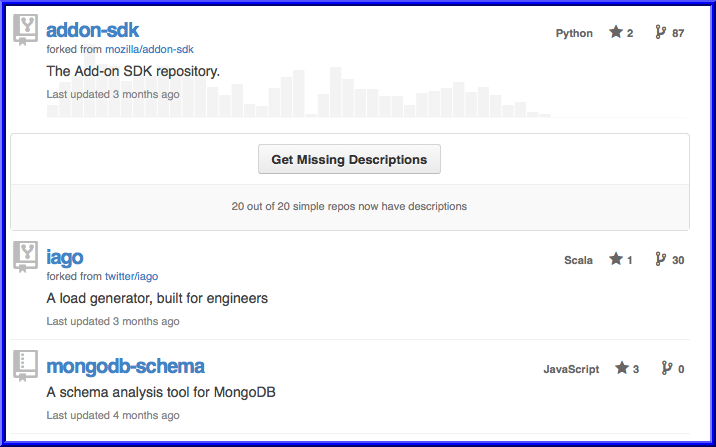 addon-sdk
Python 2 87
forked from mozilla/addon-sdk
The Add-on SDK repository.
Last updated 3 months ago
Get Missing Descriptions
20 out of 20 simple repos now have descriptions
iago
Scala 1 30
forked from twitter/iago
A load generator, built for engineers
Last updated 3 months ago
mongodb-schema
JavaScript 3 0
A schema analysis tool for MongoDB
Last updated 4 months ago